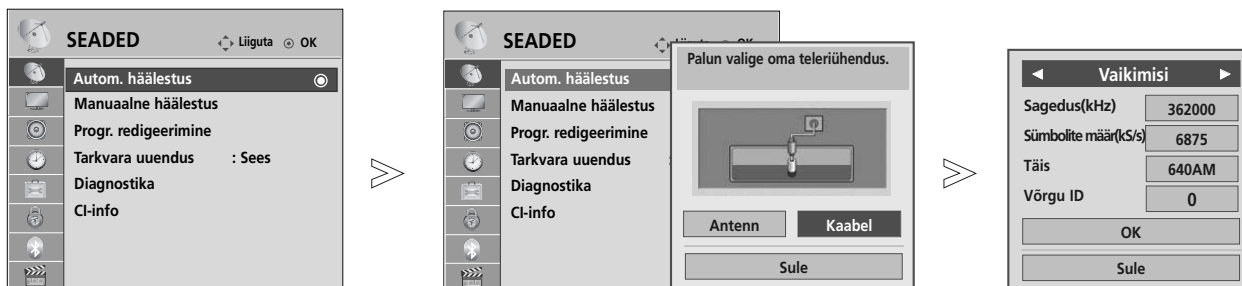 SEADED
Liiguta
OK
Autom. häälestus
Manuaalne häälestus
Progr. redigeerimine
Tarkvara uuendus : Sees
Diagnostika
CI-info
SEADED
Autom. häälestus
Manuaalne häälestus
Progr. redigeerimine
Tarkvara uuendus :
Diagnostika
CI-info
Palun valige oma teleriühendus.
Antenn
Kaabel
Sule
Vaikimisi
Sagedus(kHz) 362000
Sümbolite määr(kS/s) 6875
Täis 640AM
Võrgu ID 0
OK
Sule